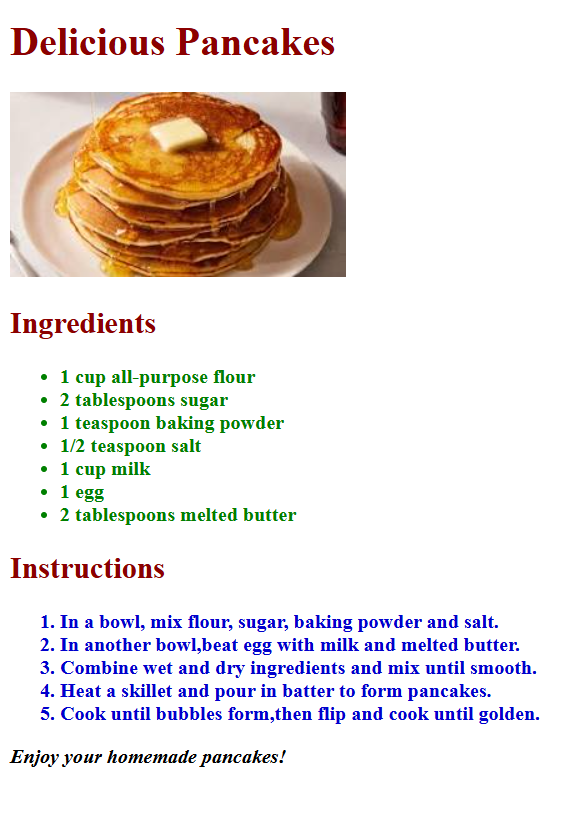 Delicious Pancakes
Ingredients
• 1 cup all-purpose flour
• 2 tablespoons sugar
• 1 teaspoon baking powder
• 1/2 teaspoon salt
• 1 cup milk
• 1 egg
• 2 tablespoons melted butter
Instructions
1. In a bowl, mix flour, sugar, baking powder and salt.
2. In another bowl,beat egg with milk and melted butter.
3. Combine wet and dry ingredients and mix until smooth.
4. Heat a skillet and pour in batter to form pancakes.
5. Cook until bubbles form,then flip and cook until golden.
Enjoy your homemade pancakes!